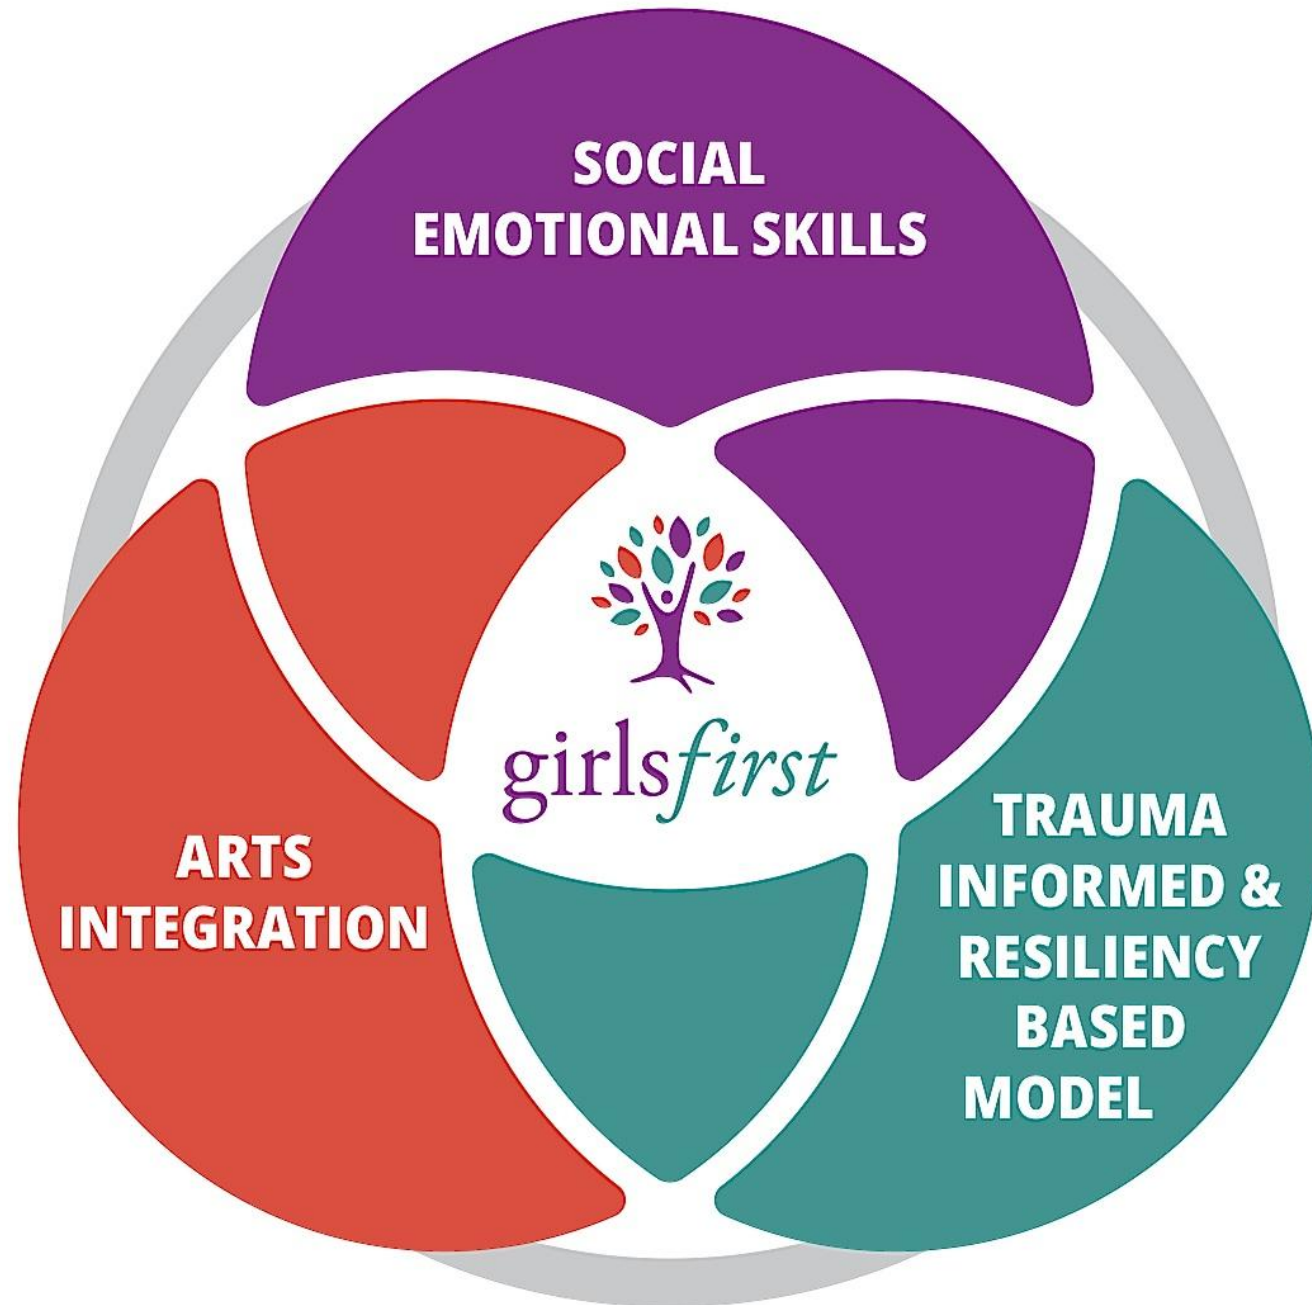 SOCIAL
EMOTIONAL SKILLS
girlsfirst
ARTS
INTEGRATION
TRAUMA
INFORMED &
RESILIENCY
BASED
MODEL